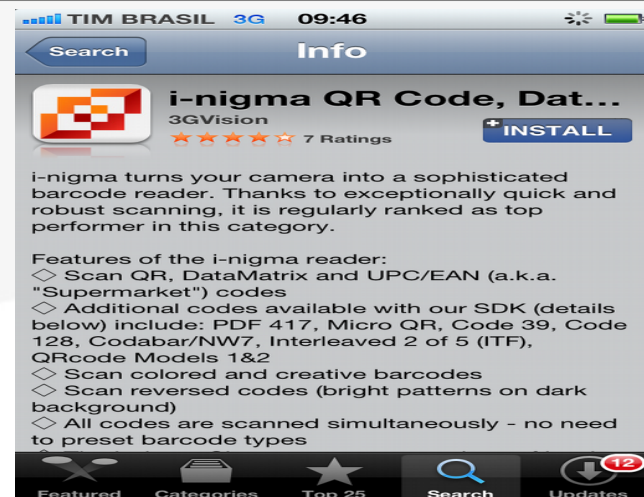 TIM BRASIL 3G 09:46
Search Info
i-nigma QR Code, Dat...
3GVision
7 Ratings
INSTALL
i-nigma turns your camera into a sophisticated
barcode reader. Thanks to exceptionally quick and
robust scanning, it is regularly ranked as top
performer in this category.
Features of the i-nigma reader:
◇ Scan QR, DataMatrix and UPC/EAN (a.k.a.
"Supermarket") codes
◇ Additional codes available with our SDK (details
below) include: PDF 417, Micro QR, Code 39, Code
128, Codabar/NW7, Interleaved 2 of 5 (ITF),
QRcode Models 1&2
◇ Scan colored and creative barcodes
◇ Scan reversed codes (bright patterns on dark
background)
◇ All codes are scanned simultaneously - no need
to preset barcode types
12
Featured Categories Top 25 Search Updates